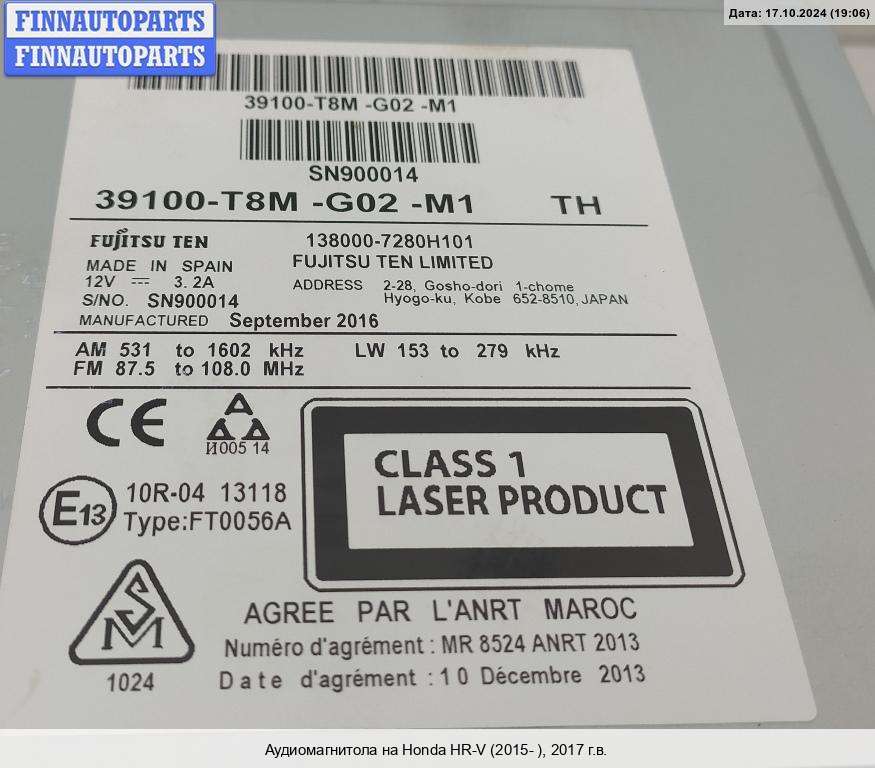 FINNAUTOPARTS
FINNAUTOPARTS
Дата: 17.10.2024 (19:06)
39100-T8M -G02 -M1
SN900014
39100-T8M -G02 -M1 TH
FUJITSU TEN 138000-7280H101
MADE IN SPAIN FUJITSU TEN LIMITED
12V 3.2A ADDRESS 2-28, Gosho-dori 1-chome
S/NO. SN900014 Hyogo-ku, Kobe 652-8510, JAPAN
MANUFACTURED September 2016
AM 531 to 1602 kHz LW 153 to 279 kHz
FM 87.5 to 108.0 MHz
CE
И005 14
CLASS 1
LASER PRODUCT
E13
10R-04 13118
Type:FT0056A
SM
1024
AGREE PAR L'ANRT MAROC
Numéro d'agrément : MR 8524 ANRT 2013
Date d'agrément : 10 Décembre 2013
Аудиомагнитола на Honda HR-V (2015- ), 2017 г.в.